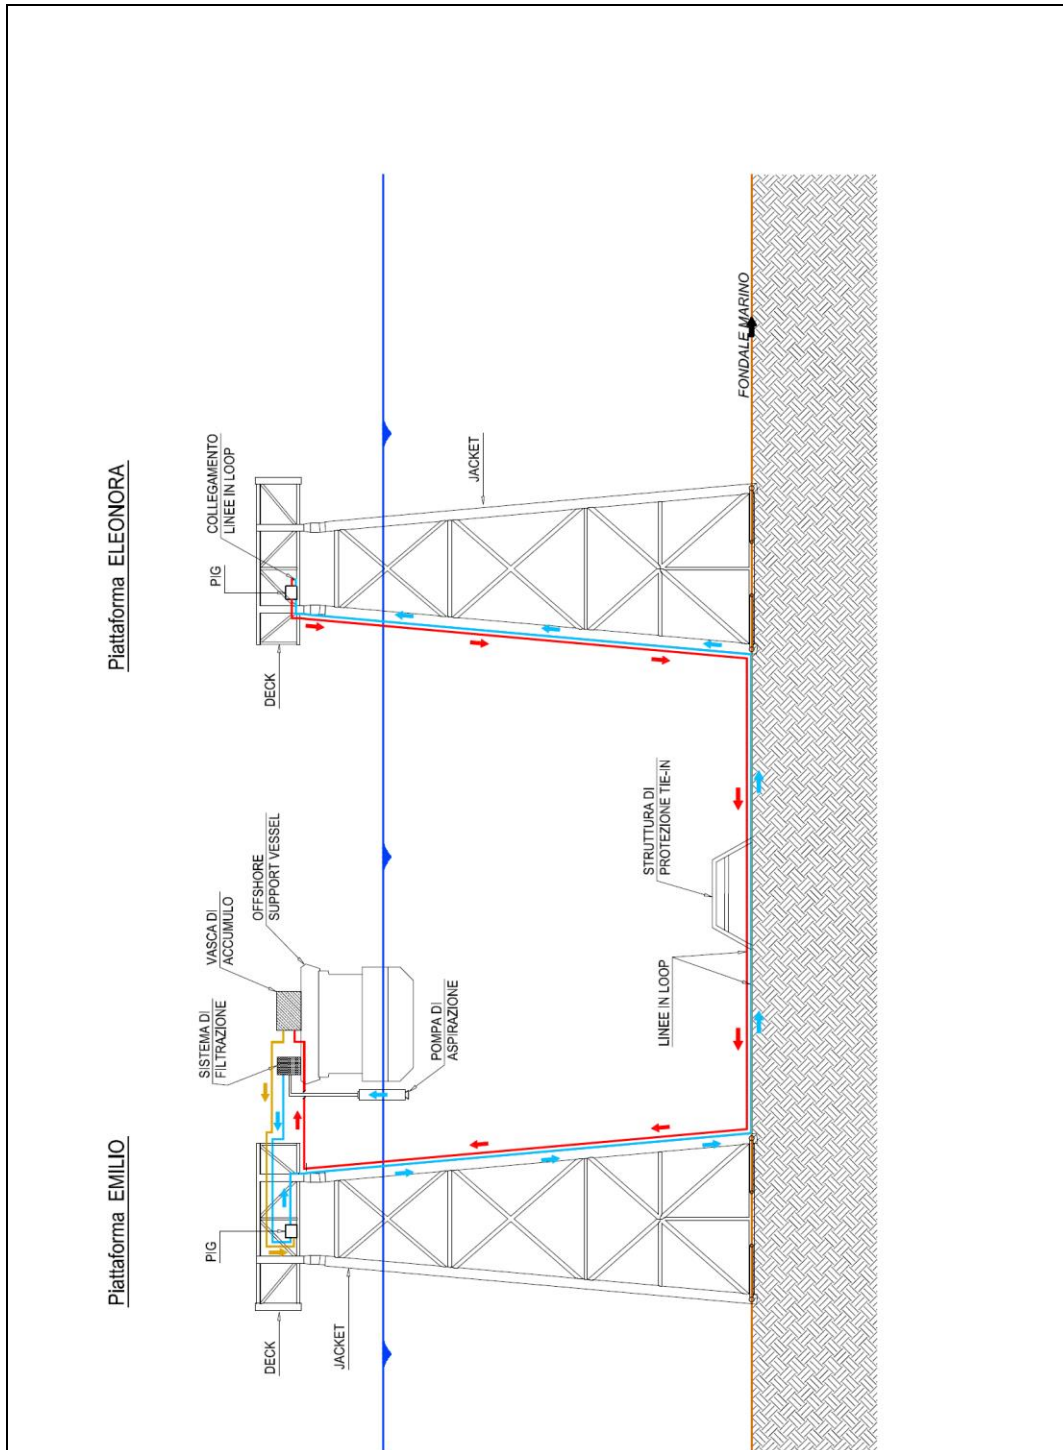 Piattaforma EMILIO
Piattaforma ELEONORA
SISTEMA DI
FILTRAZIONE
VASCA DI
ACCUMULO
OFFSHORE
SUPPORT VESSEL
PIG
DECK
JACKET
POMPA DI
ASPIRAZIONE
COLLEGAMENTO
LINEE IN LOOP
PIG
DECK
JACKET
LINEE IN LOOP
STRUTTURA DI
PROTEZIONE TIE-IN
FONDALE MARINO